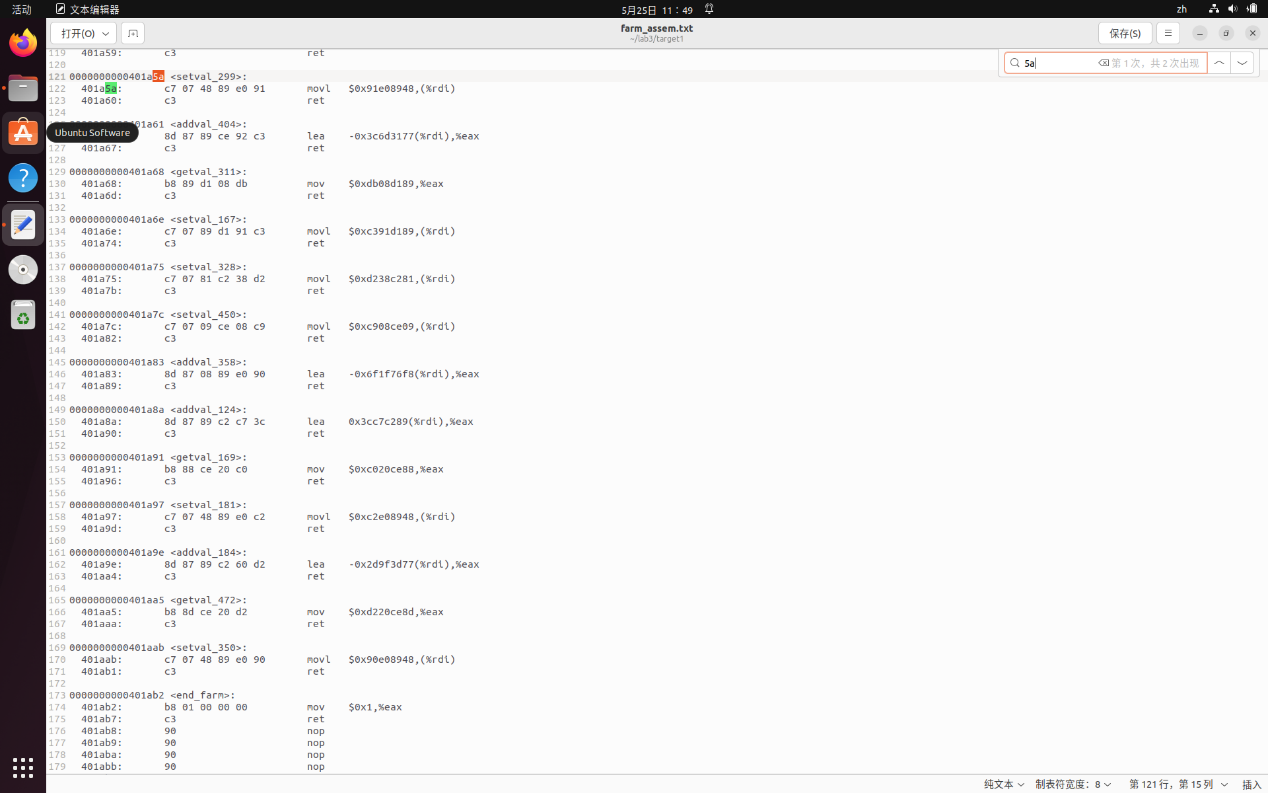 活动 文本编辑器 5月25日 11：49 zh
打开(O) farm_assem.txt 保存(S)
~/lab3/target1
5a 第 1 次，共 2 次出现
119 401a59: c3 ret
120
121 0000000000401a5a <setval_299>:
122 401a5a: c7 07 48 89 e0 91 movl $0x91e08948,(%rdi)
123 401a60: c3 ret
124
401a61 <addval_404>:
8d 87 89 ce 92 c3 lea -0x3c6d3177(%rdi),%eax
127 401a67: c3 ret
128
129 0000000000401a68 <getval_311>:
130 401a68: b8 89 d1 08 db mov $0xdb08d189,%eax
131 401a6d: c3 ret
132
133 0000000000401a6e <setval_167>:
134 401a6e: c7 07 89 d1 91 c3 movl $0xc391d189,(%rdi)
135 401a74: c3 ret
136
137 0000000000401a75 <setval_328>:
138 401a75: c7 07 81 c2 38 d2 movl $0xd238c281,(%rdi)
139 401a7b: c3 ret
140
141 0000000000401a7c <setval_450>:
142 401a7c: c7 07 09 ce 08 c9 movl $0xc908ce09,(%rdi)
143 401a82: c3 ret
144
145 0000000000401a83 <addval_358>:
146 401a83: 8d 87 08 89 e0 90 lea -0x6f1f76f8(%rdi),%eax
147 401a89: c3 ret
148
149 0000000000401a8a <addval_124>:
150 401a8a: 8d 87 89 c2 c7 3c lea 0x3cc7c289(%rdi),%eax
151 401a90: c3 ret
152
153 0000000000401a91 <getval_169>:
154 401a91: b8 88 ce 20 c0 mov $0xc020ce88,%eax
155 401a96: c3 ret
156
157 0000000000401a97 <setval_181>:
158 401a97: c7 07 48 89 e0 c2 movl $0xc2e08948,(%rdi)
159 401a9d: c3 ret
160
161 0000000000401a9e <addval_184>:
162 401a9e: 8d 87 89 c2 60 d2 lea -0x2d9f3d77(%rdi),%eax
163 401aa4: c3 ret
164
165 0000000000401aa5 <getval_472>:
166 401aa5: b8 8d ce 20 d2 mov $0xd220ce8d,%eax
167 401aaa: c3 ret
168
169 0000000000401aab <setval_350>:
170 401aab: c7 07 48 89 e0 90 movl $0x90e08948,(%rdi)
171 401ab1: c3 ret
172
173 0000000000401ab2 <end_farm>:
174 401ab2: b8 01 00 00 00 mov $0x1,%eax
175 401ab7: c3 ret
176 401ab8: 90 nop
177 401ab9: 90 nop
178 401aba: 90 nop
179 401abb: 90 nop
Ubuntu Software
纯文本 制表符宽度：8 第 121 行，第 15 列 插入